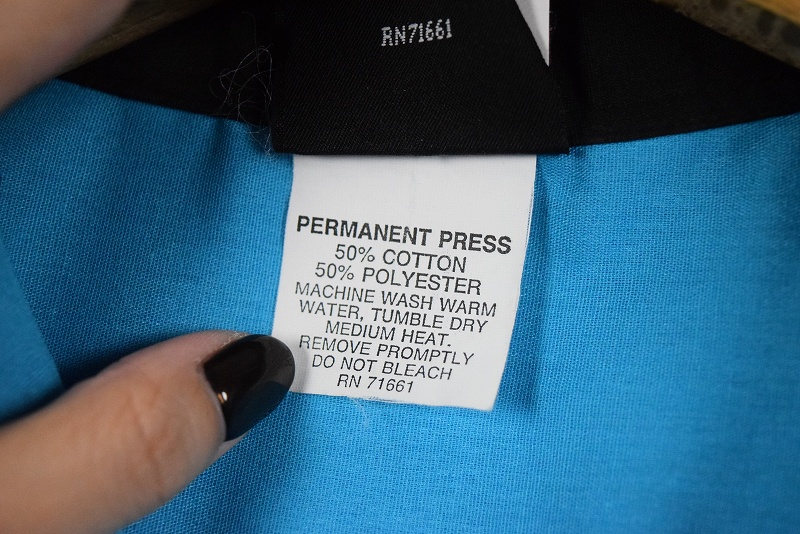 RN71661
PERMANENT PRESS
50% COTTON
50% POLYESTER
MACHINE WASH WARM
WATER, TUMBLE DRY
MEDIUM HEAT.
REMOVE PROMPTLY
DO NOT BLEACH
RN 71661